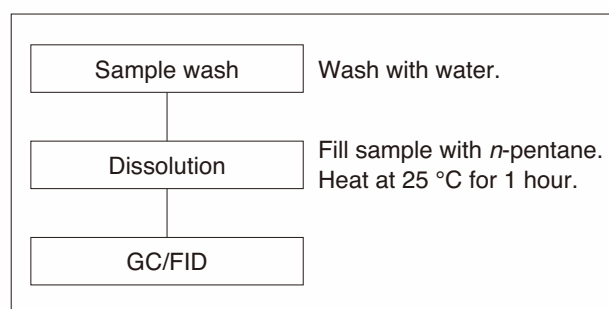 Sample wash
Wash with water.
Dissolution
Fill sample with n-pentane.
Heat at 25 °C for 1 hour.
GC/FID